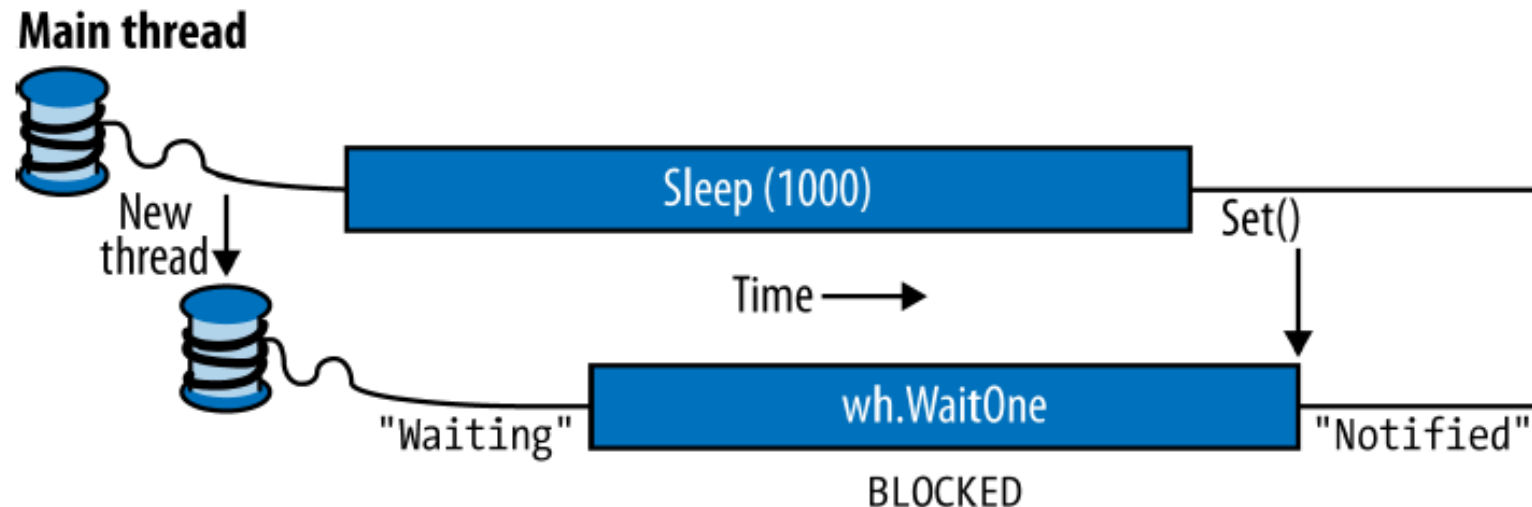 Main thread
Sleep (1000)
New
thread
Set()
Time
wh.WaitOne
"Waiting"
"Notified"
BLOCKED